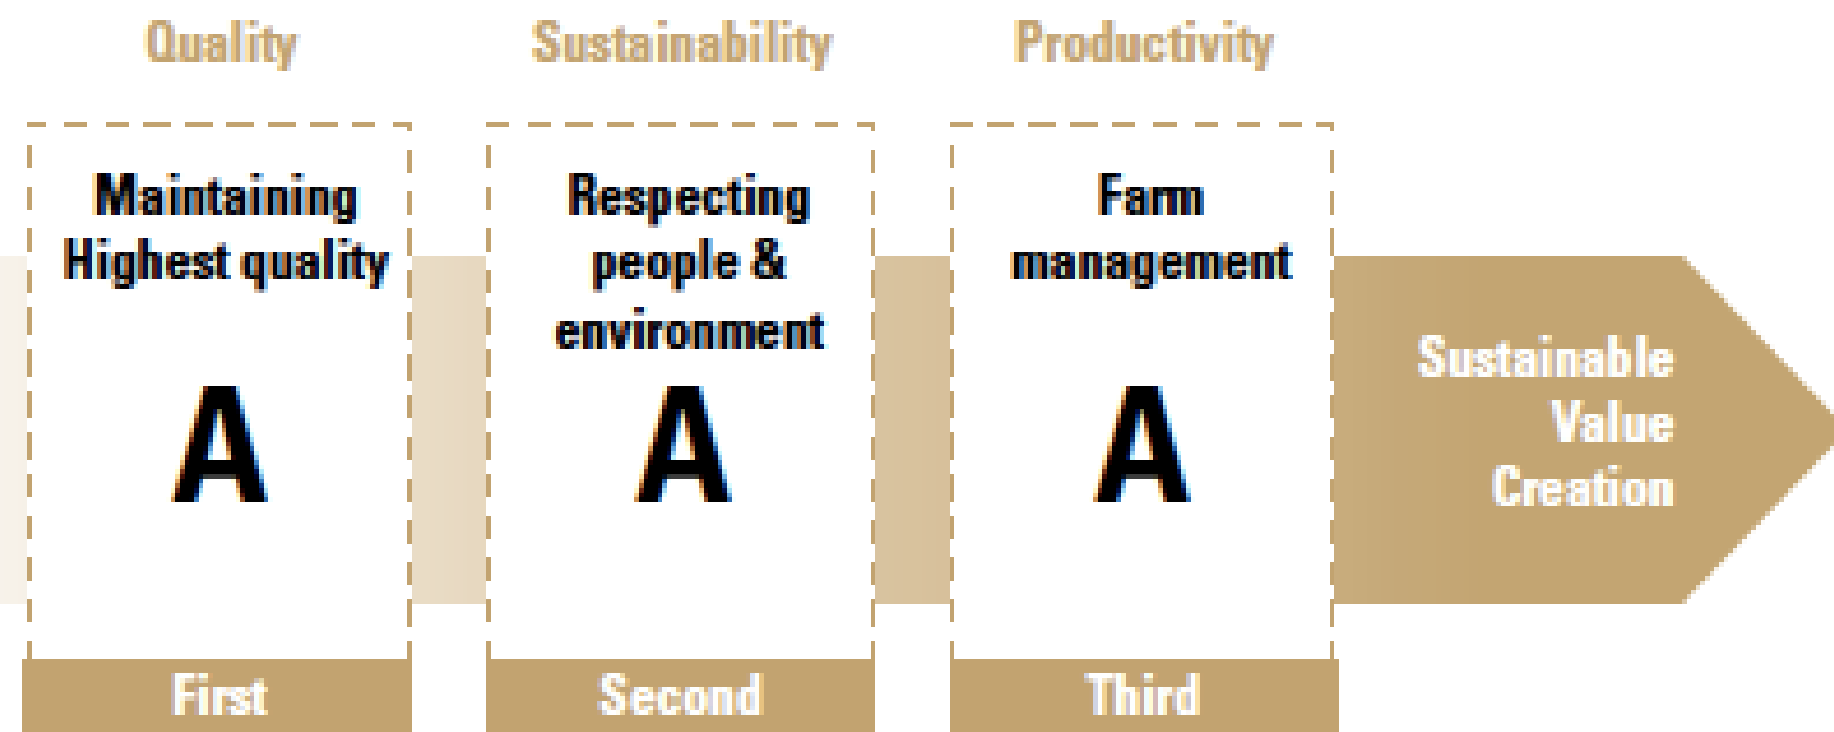 Quality
Sustainability
Productivity
Maintaining
Highest quality
A
First
Respecting
people &
environment
A
Second
Farm
management
A
Third
Sustainable
Value
Creation